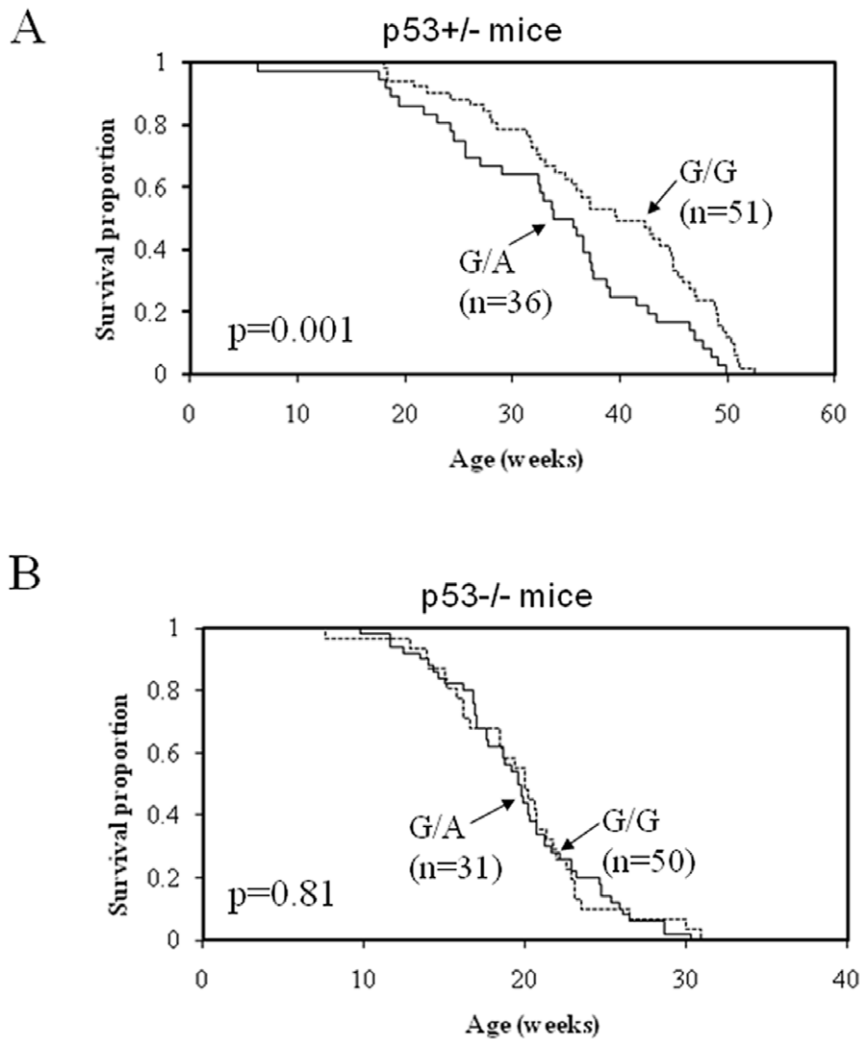 A
p53+/- mice
1
0.8
0.6
0.4
0.2
0
Survival proportion
G/G
(n=51)
G/A
(n=36)
p=0.001
0 10 20 30 40 50 60
Age (weeks)
B
p53-/- mice
1
0.8
0.6
0.4
0.2
0
Survival proportion
G/A
(n=31)
G/G
(n=50)
p=0.81
0 10 20 30 40
Age (weeks)